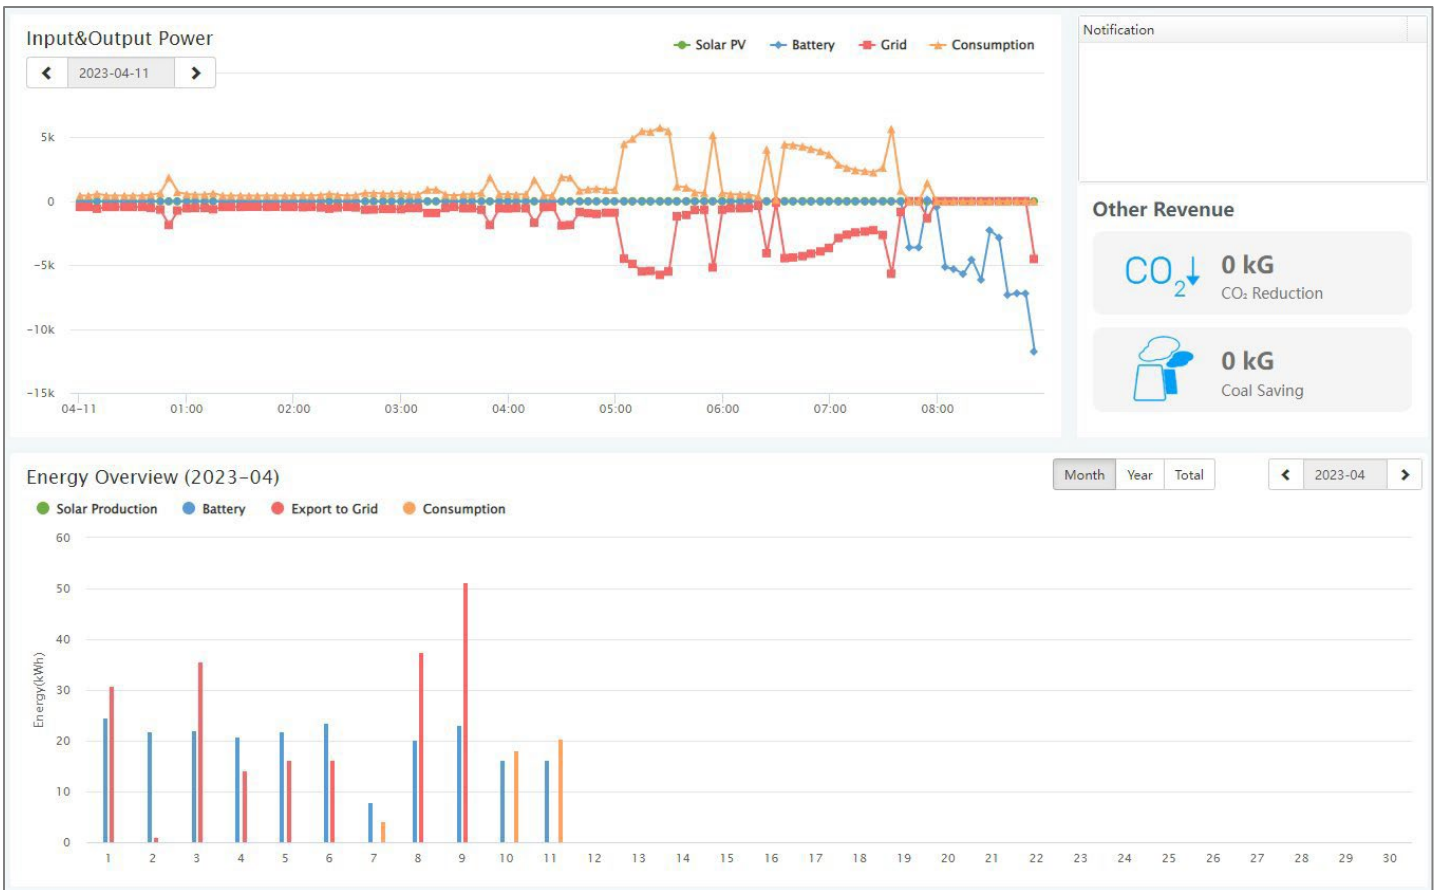 Input&Output Power
2023-04-11
Solar PV Battery Grid Consumption
5k
0
-5k
-10k
-15k
04-11 01:00 02:00 03:00 04:00 05:00 06:00 07:00 08:00
Notification
Other Revenue
CO2
0 kG
CO₂ Reduction
0 kG
Coal Saving
Energy Overview (2023-04)
Month Year Total
2023-04
Solar Production Battery Export to Grid Consumption
Energy(kWh)
60
50
40
30
20
10
0
1 2 3 4 5 6 7 8 9 10 11 12 13 14 15 16 17 18 19 20 21 22 23 24 25 26 27 28 29 30